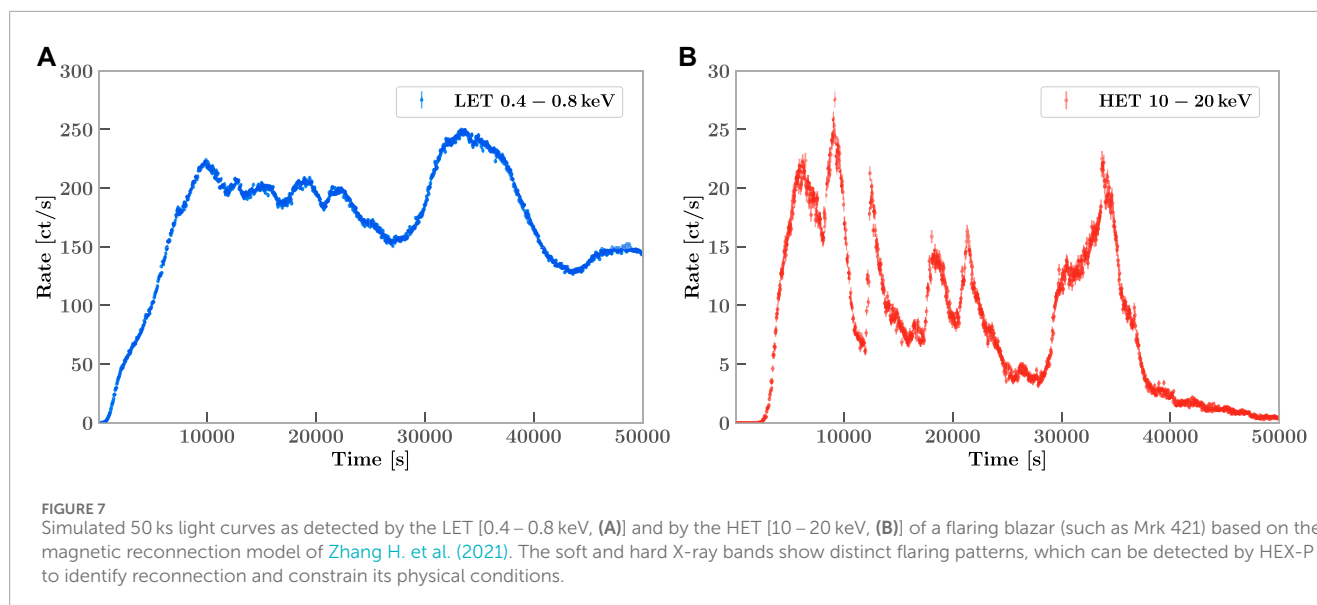 A
B
300
250
200
150
100
50
0
Rate [ct/s]
LET 0.4 – 0.8 keV
10000 20000 30000 40000 50000
Time [s]
30
25
20
15
10
5
0
Rate [ct/s]
HET 10 – 20 keV
10000 20000 30000 40000 50000
Time [s]
FIGURE 7
Simulated 50 ks light curves as detected by the LET [0.4 – 0.8 keV, (A)] and by the HET [10 – 20 keV, (B)] of a flaring blazar (such as Mrk 421) based on the
magnetic reconnection model of Zhang H. et al. (2021). The soft and hard X-ray bands show distinct flaring patterns, which can be detected by HEX-P
to identify reconnection and constrain its physical conditions.